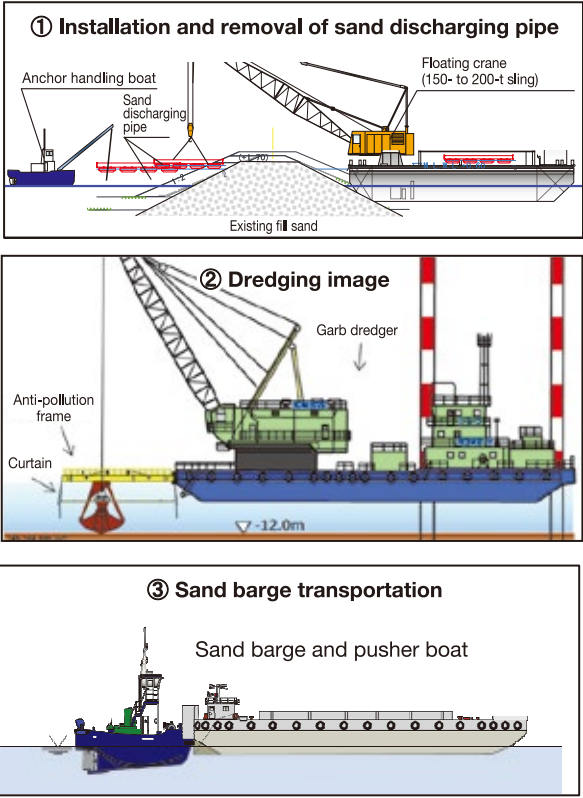 ① Installation and removal of sand discharging pipe
Anchor handling boat
Sand
discharging
pipe
Floating crane
(150- to 200-t sling)
Existing fill sand
② Dredging image
Garb dredger
Anti-pollution
frame
Curtain
-12.0m
③ Sand barge transportation
Sand barge and pusher boat